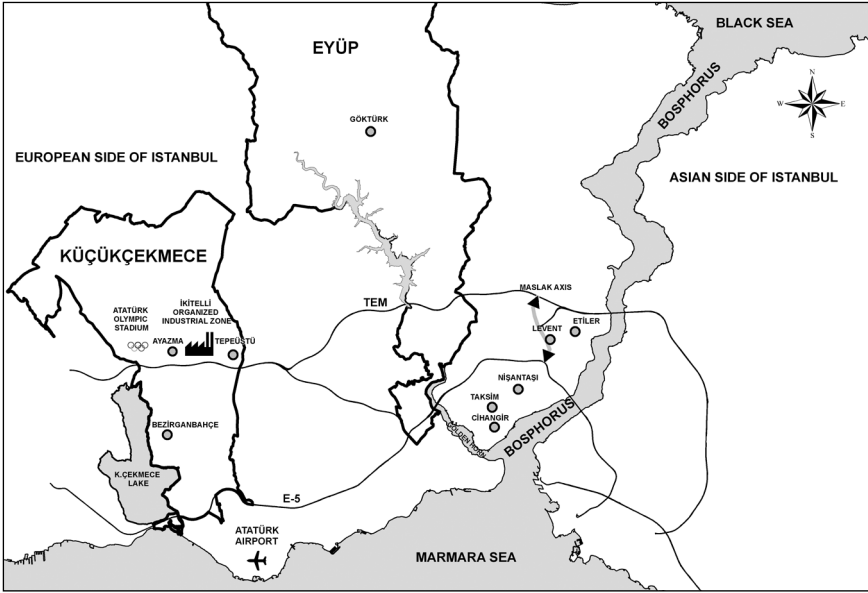 BLACK SEA
EYÜP
BOSPHORUS
N
W
E
S
GÖKTÜRK
EUROPEAN SIDE OF ISTANBUL
ASIAN SIDE OF ISTANBUL
KÜÇÜKÇEKMECE
MASLAK AXIS
TEM
ATATÜRK
OLYMPIC
STADIUM
İKİTELLİ
ORGANIZED
INDUSTRIAL ZONE
AYAZMA
TEPEÜSTÜ
LEVENT
ETİLER
NİŞANTAŞI
TAKSİM
CİHANGİR
BEZİRGANBAHÇE
GOLDEN HORN
BOSPHORUS
K.ÇEKMECE
LAKE
E-5
ATATÜRK
AIRPORT
MARMARA SEA